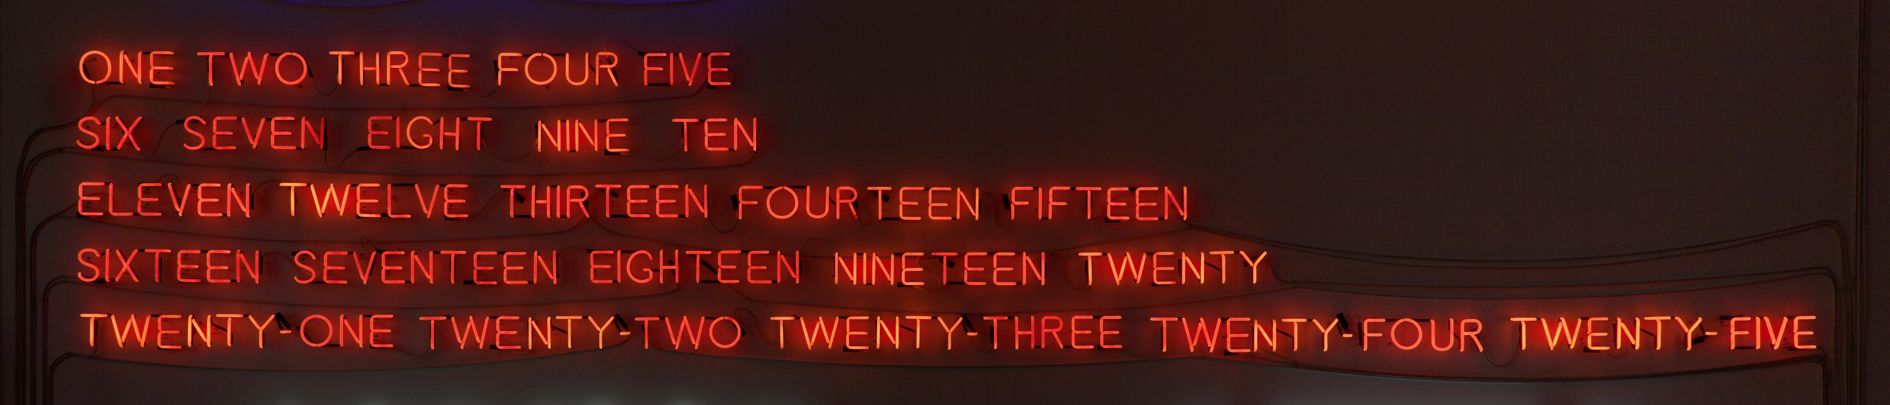 ONE TWO THREE FOUR FIVE
SIX SEVEN EIGHT NINE TEN
ELEVEN TWELVE THIRTEEN FOURTEEN FIFTEEN
SIXTEEN SEVENTEEN EIGHTEEN NINETEEN TWENTY
TWENTY-ONE TWENTY-TWO TWENTY-THREE TWENTY-FOUR TWENTY-FIVE